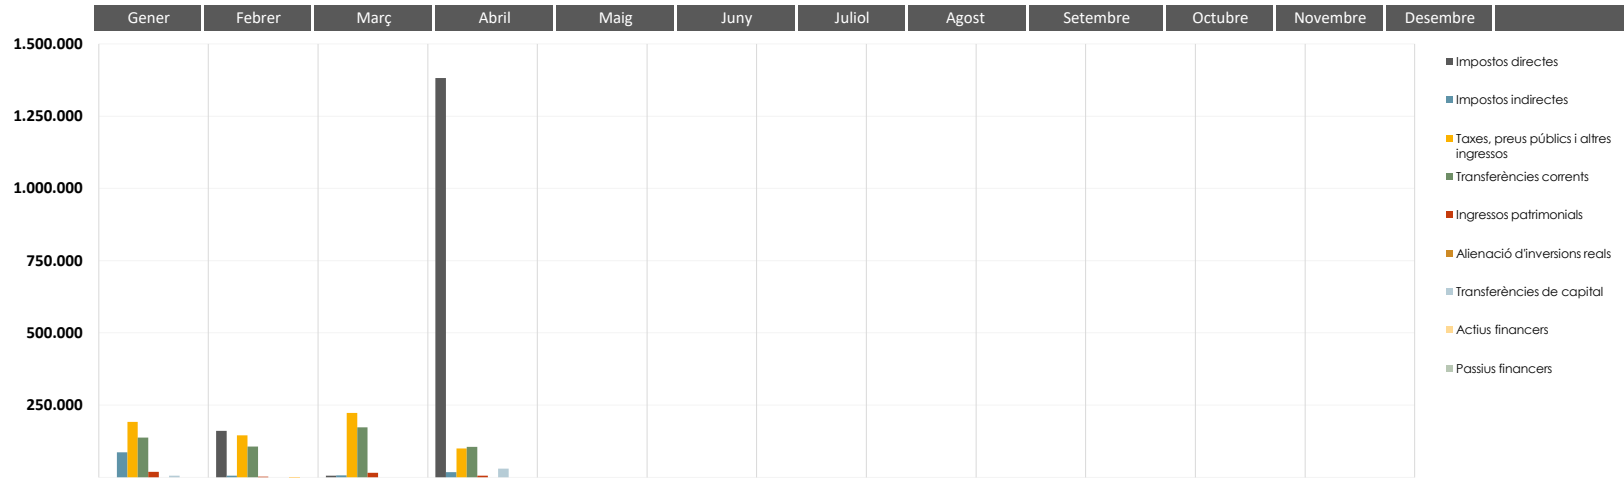 Gener Febrer Març Abril Maig Juny Juliol Agost Setembre Octubre Novembre Desembre
1.500.000
1.250.000
1.000.000
750.000
500.000
250.000
Impostos directes
Impostos indirectes
Taxes, preus públics i altres
ingressos
Transferències corrents
Ingressos patrimonials
Alienació d'inversions reals
Transferències de capital
Actius financers
Passius financers